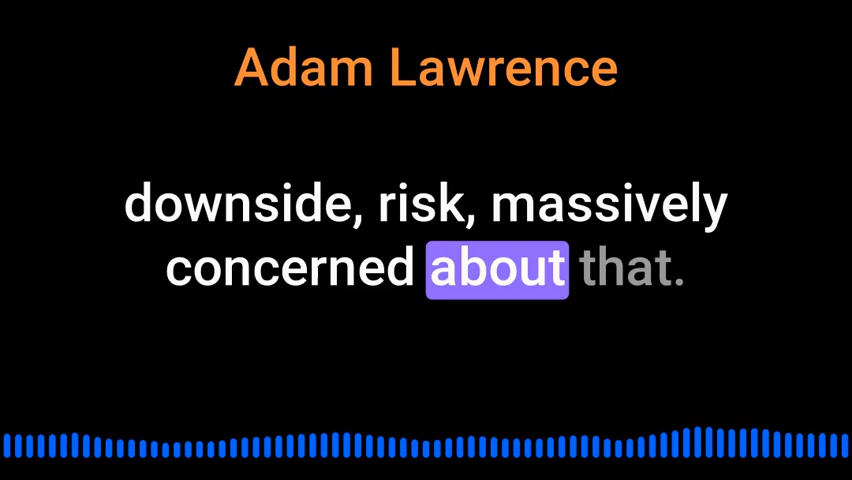 Adam Lawrence
downside, risk, massively
concerned about that.